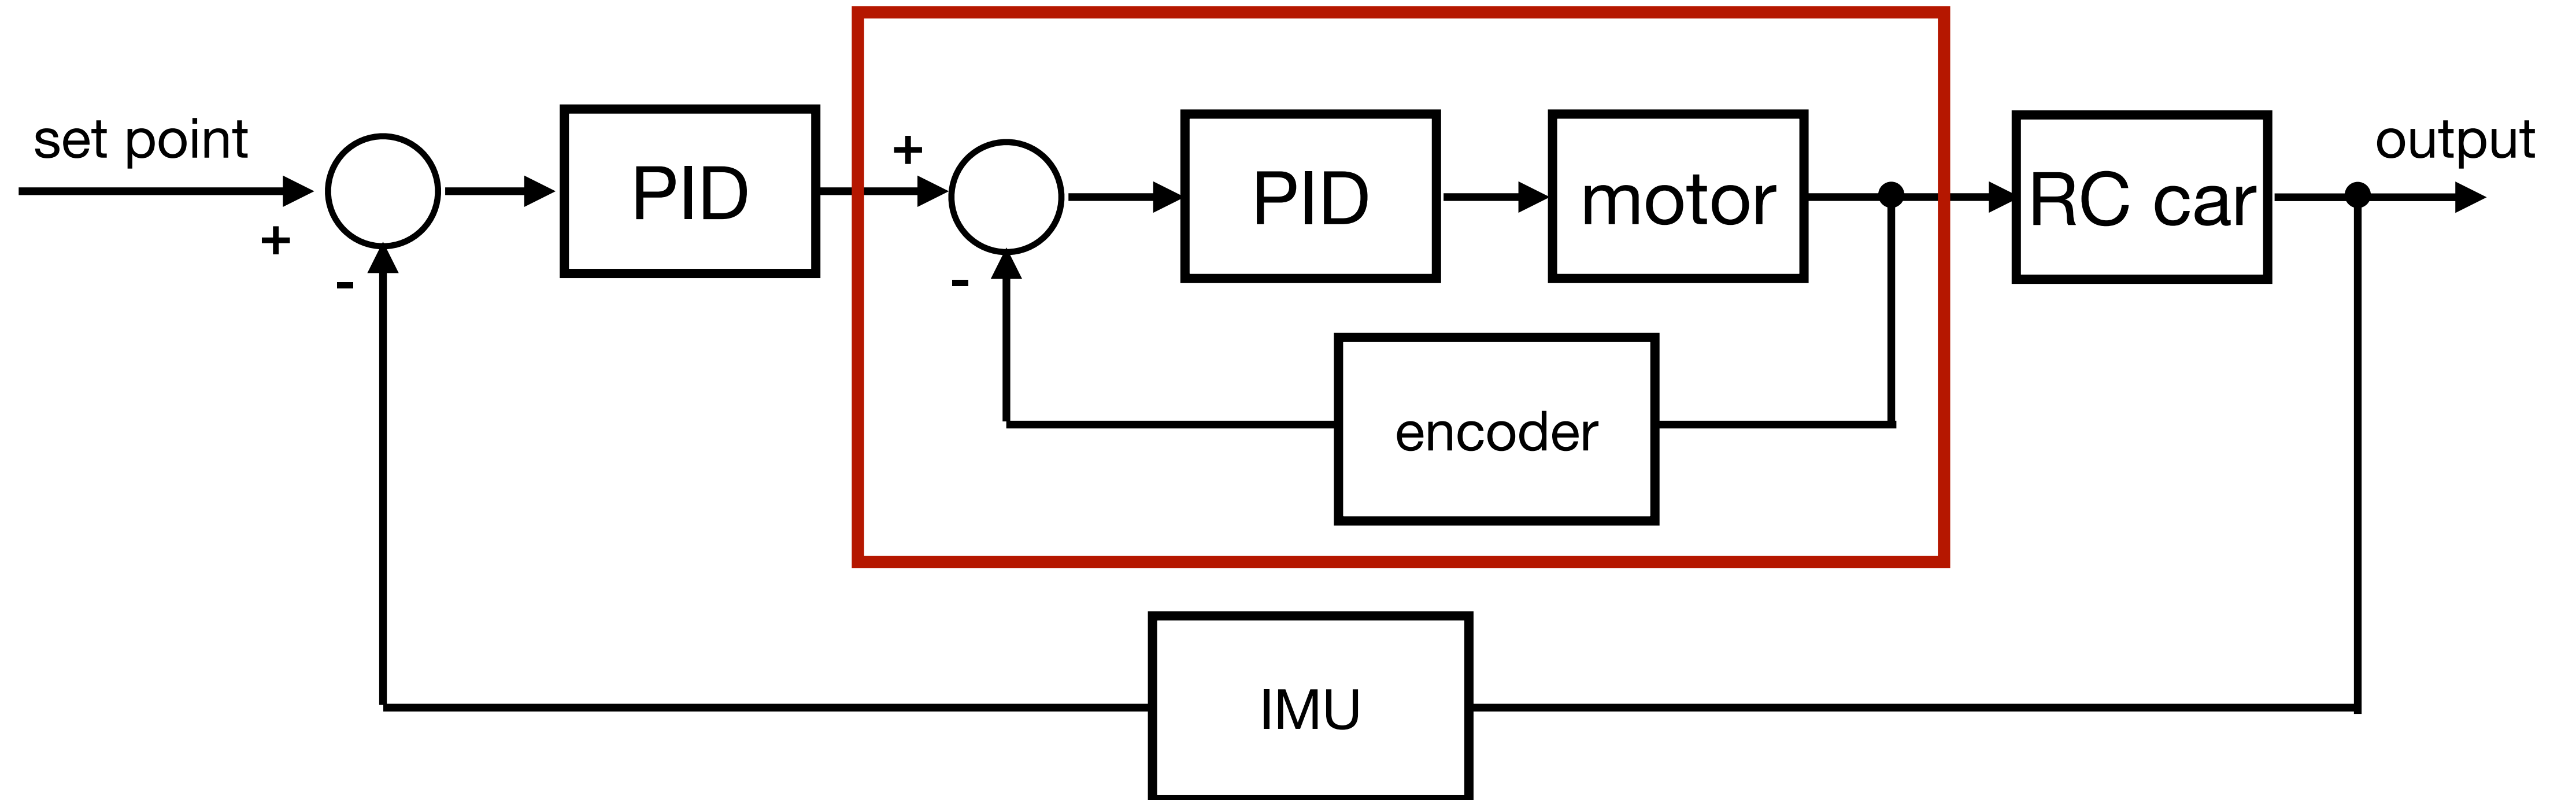 set point
+
-
PID
+
-
PID
motor
RC car
output
encoder
IMU